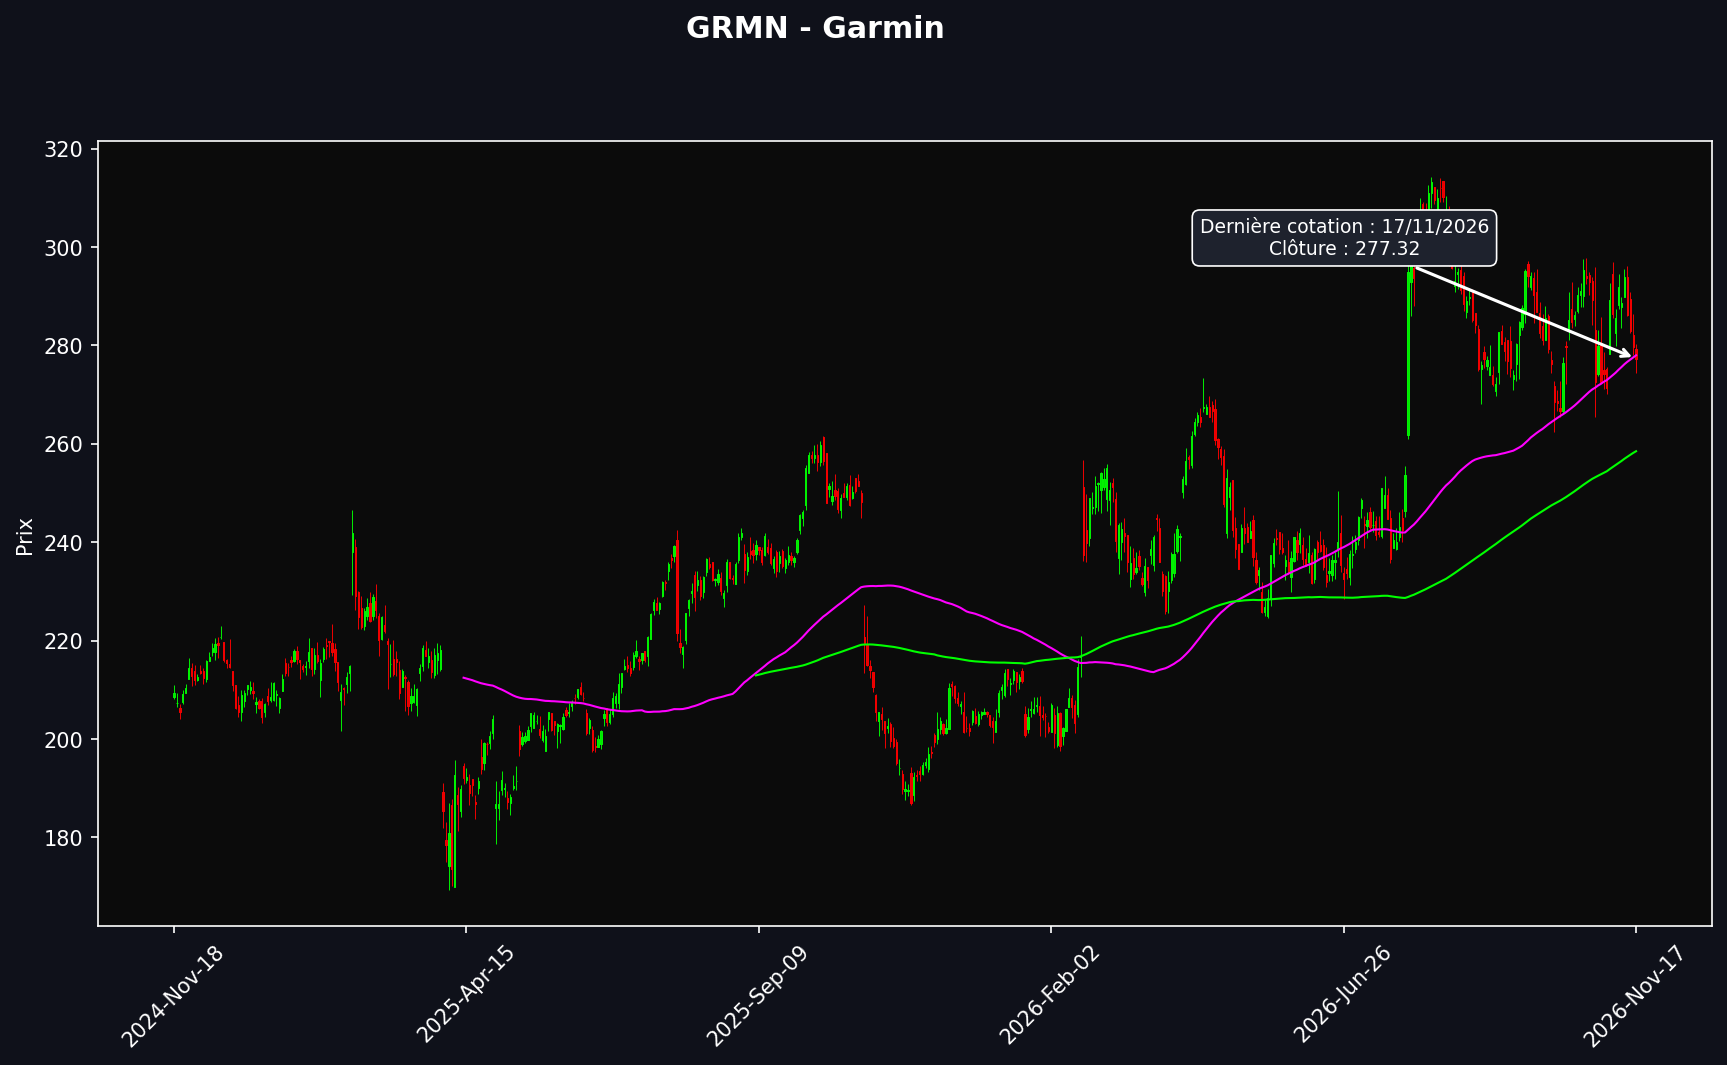 GRMN - Garmin
320
300
280
260
240
220
200
180
Prix
Dernière cotation : 17/11/2026
Clôture : 277.32
2024-Nov-18
2025-Apr-15
2025-Sep-09
2026-Feb-02
2026-Jun-26
2026-Nov-17